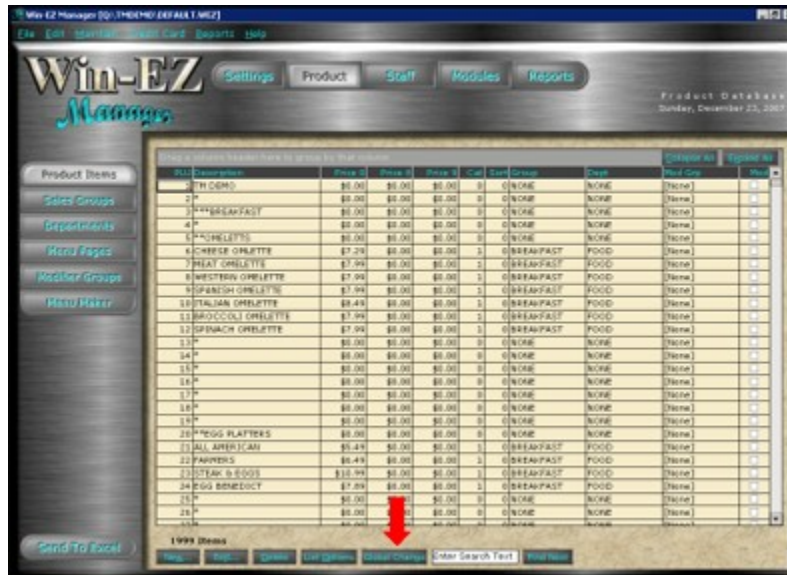 Win-EZ Manager [Q:\TMDEMO\DEFAULT.WEZ]
File Edit Maintain Credit Card Reports Help
Win-EZ
Manager
Settings Product Staff Modules Reports
Product Database
Sunday, December 23, 2007
Drag a column header here to group by that column
Collapse All Expand All
Product Items
Sales Groups
Departments
Menu Pages
Modifier Groups
Menu Maker
Send To Excel
PLU Description Cat Sort Group Dept Mod Grp Mod
1 TM DEMO $0.00 $0.00 $0.00 0 0 NONE NONE [None]
2 * $0.00 $0.00 $0.00 0 0 NONE NONE [None]
3 ***BREAKFAST $0.00 $0.00 $0.00 0 0 NONE NONE [None]
4 * $0.00 $0.00 $0.00 0 0 NONE NONE [None]
5 **OMELETTS $0.00 $0.00 $0.00 0 0 NONE NONE [None]
6 CHEESE OMLETTE $7.29 $0.00 $0.00 1 0 BREAKFAST FOOD [None]
7 MEAT OMELETTE $7.99 $0.00 $0.00 1 0 BREAKFAST FOOD [None]
8 WESTERN OMELETTE $7.99 $0.00 $0.00 1 0 BREAKFAST FOOD [None]
9 SPANISH OMELETTE $7.99 $0.00 $0.00 1 0 BREAKFAST FOOD [None]
10 ITALIAN OMELETTE $8.49 $0.00 $0.00 1 0 BREAKFAST FOOD [None]
11 BROCCOLI OMELETTE $7.99 $0.00 $0.00 1 0 BREAKFAST FOOD [None]
12 SPINACH OMELETTE $7.99 $0.00 $0.00 1 0 BREAKFAST FOOD [None]
13 * $0.00 $0.00 $0.00 0 0 NONE NONE [None]
14 * $0.00 $0.00 $0.00 0 0 NONE NONE [None]
15 * $0.00 $0.00 $0.00 0 0 NONE NONE [None]
16 * $0.00 $0.00 $0.00 0 0 NONE NONE [None]
17 * $0.00 $0.00 $0.00 0 0 NONE NONE [None]
18 * $0.00 $0.00 $0.00 0 0 NONE NONE [None]
19 * $0.00 $0.00 $0.00 0 0 NONE NONE [None]
20 **EGG PLATTERS $0.00 $0.00 $0.00 0 0 NONE NONE [None]
21 ALL AMERICAN $5.49 $0.00 $0.00 1 0 BREAKFAST FOOD [None]
22 FARMERS $6.49 $0.00 $0.00 1 0 BREAKFAST FOOD [None]
23 STEAK & EGGS $10.99 $0.00 $0.00 1 0 BREAKFAST FOOD [None]
24 EGG BENEDICT $7.89 $0.00 $0.00 1 0 BREAKFAST FOOD [None]
25 * $0.00 $0.00 $0.00 0 0 NONE NONE [None]
26 * $0.00 $0.00 $0.00 0 0 NONE NONE [None]
1999 Items
New... Edit... Delete List Options Global Change Enter Search Text Find Next